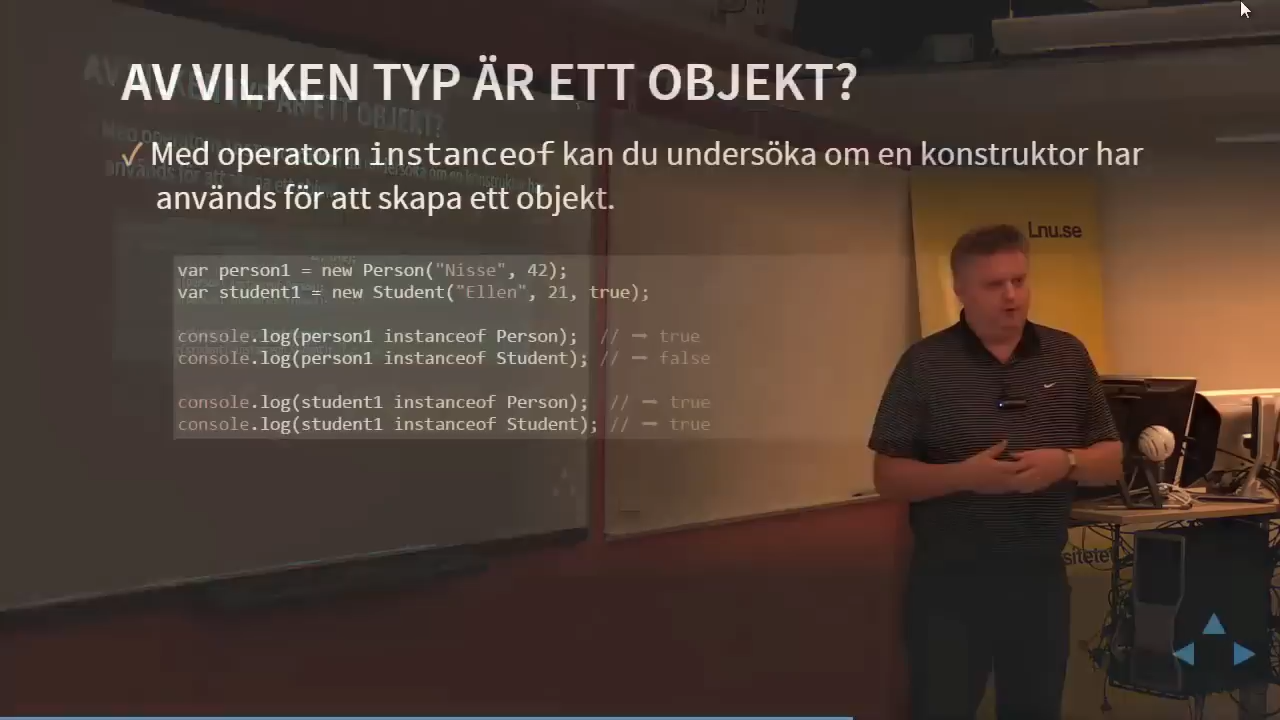 AV VILKEN TYP ÄR ETT OBJEKT?
✓ Med operatorn instanceof kan du undersöka om en konstruktor har
används för att skapa ett objekt.
Lnu.se
var person1 = new Person("Nisse", 42);
var student1 = new Student("Ellen", 21, true);
console.log(person1 instanceof Person); // ➞ true
console.log(person1 instanceof Student); // ➞ false
console.log(student1 instanceof Person); // ➞ true
console.log(student1 instanceof Student); // ➞ true
sitetet